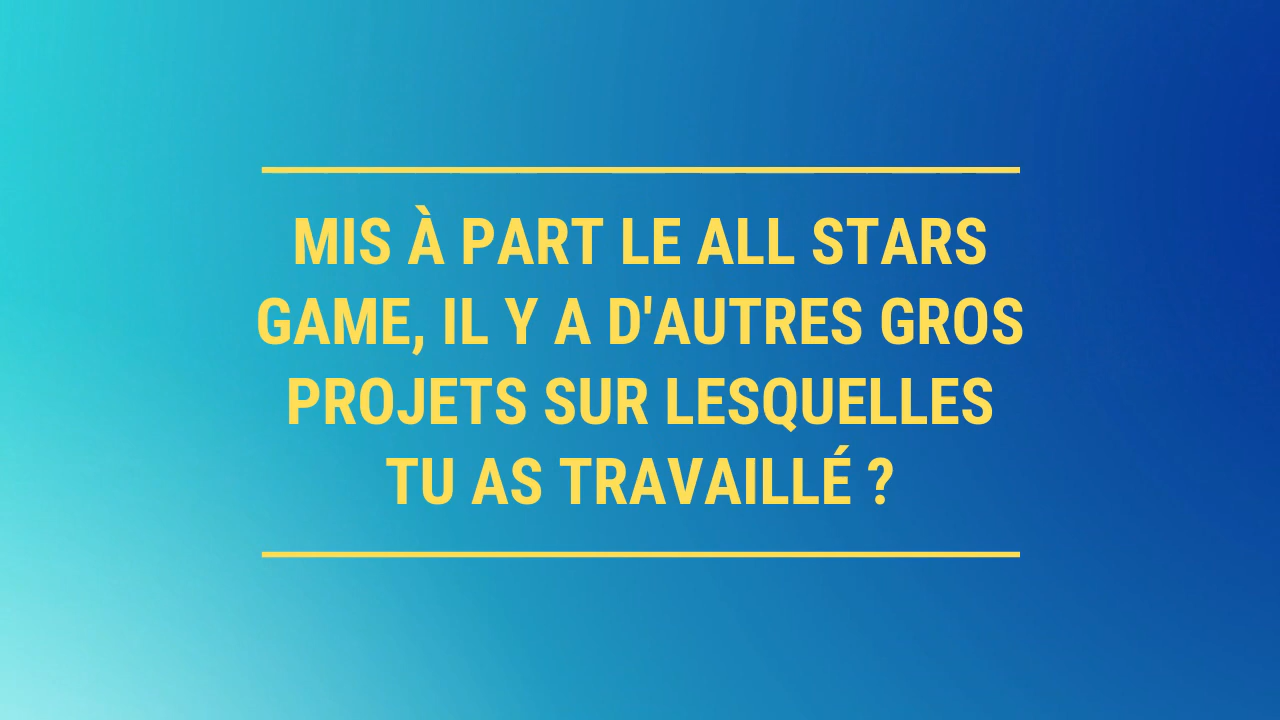 MIS À PART LE ALL STARS
GAME, IL Y A D'AUTRES GROS
PROJETS SUR LESQUELLES
TU AS TRAVAILLÉ ?